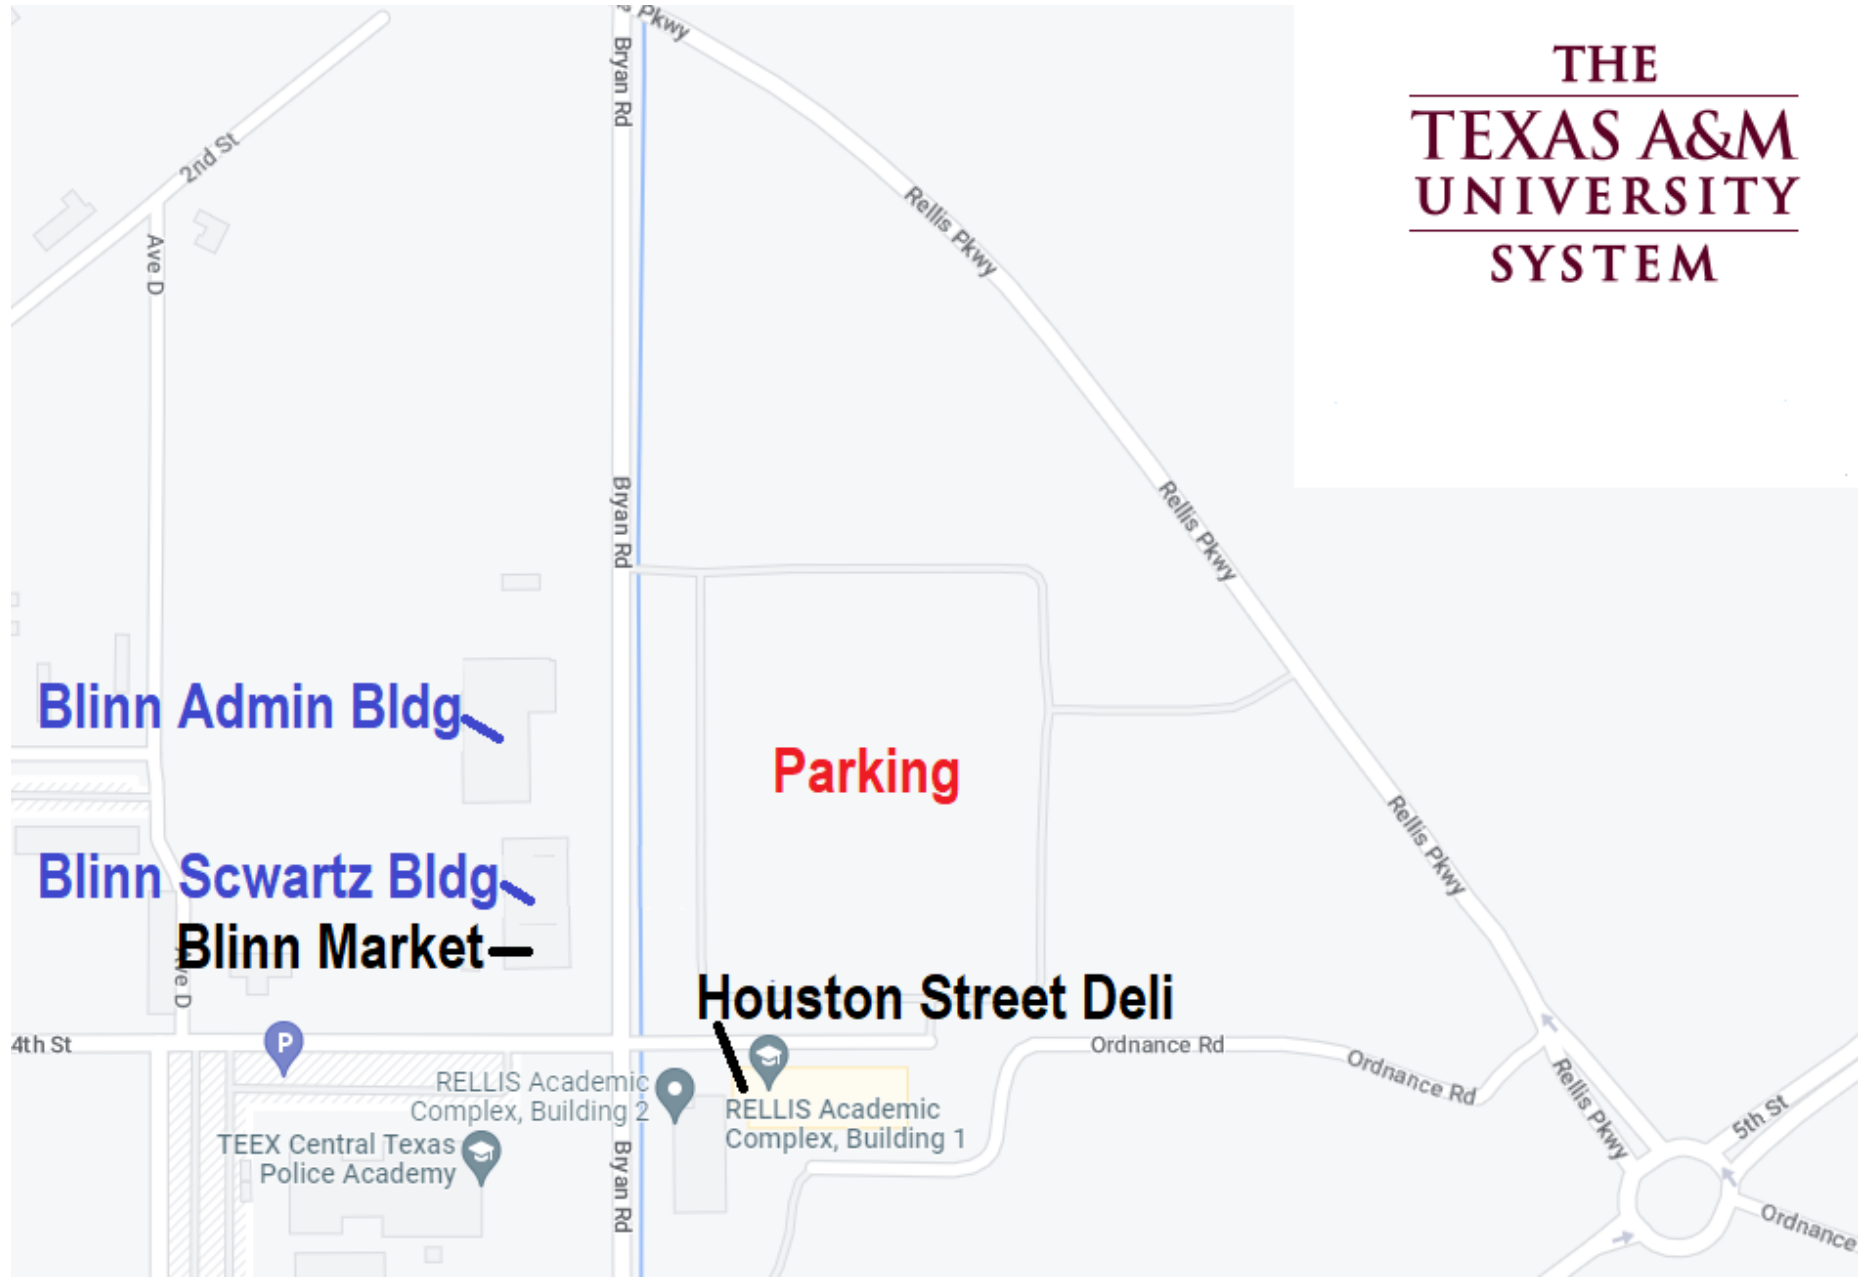 Pkwy
THE
TEXAS A&M
UNIVERSITY
SYSTEM
Bryan Rd
2nd St
Rellis Pkwy
Ave D
Bryan Rd
Rellis Pkwy
Blinn Admin Bldg
Parking
Rellis Pkwy
Blinn Scwartz Bldg
Blinn Market
Ave D
Houston Street Deli
4th St
P
Ordnance Rd
Ordnance Rd
RELLIS Academic
Complex, Building 2
RELLIS Academic
Complex, Building 1
Rellis Pkwy
5th St
TEEX Central Texas
Police Academy
Bryan Rd
Ordnance